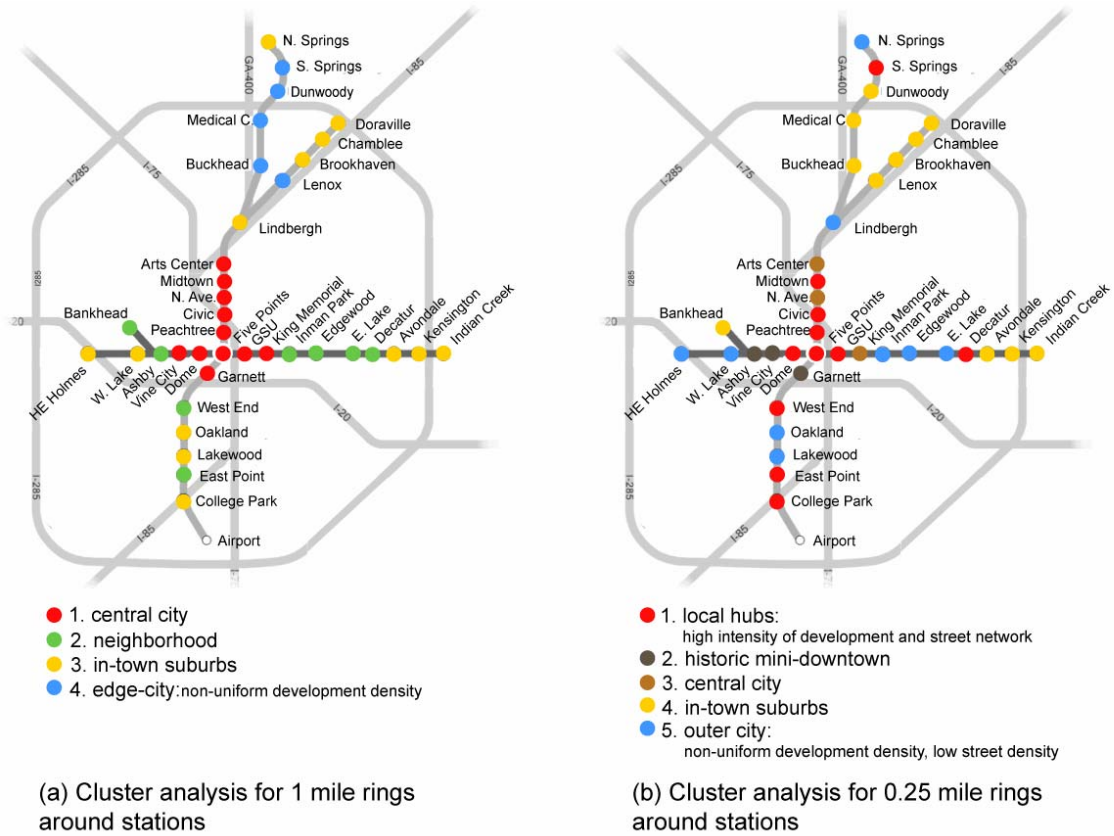 N. Springs
S. Springs
Dunwoody
GA-400
I-85
Medical C.
Doraville
Chamblee
Buckhead
Brookhaven
Lenox
I-285
I-75
Lindbergh
Arts Center
Midtown
N. Ave.
Civic
Peachtree
I285
-20
Bankhead
Five Points
GSU
King Memorial
Inman Park
Edgewood
E. Lake
Decatur
Avondale
Kensington
Indian Creek
HE Holmes
W. Lake
Ashby
Vine City
Dome
Garnett
West End
I-20
Oakland
Lakewood
East Point
I-285
College Park
I-85
Airport
1. central city
2. neighborhood
3. in-town suburbs
4. edge-city: non-uniform development density
(a) Cluster analysis for 1 mile rings
around stations
N. Springs
S. Springs
Dunwoody
GA-400
I-85
Medical C.
Doraville
Chamblee
Buckhead
Brookhaven
Lenox
I-285
I-75
Lindbergh
Arts Center
Midtown
N. Ave.
Civic
Peachtree
I285
-20
Bankhead
Five Points
GSU
King Memorial
Inman Park
Edgewood
E. Lake
Decatur
Avondale
Kensington
Indian Creek
HE Holmes
W. Lake
Ashby
Vine City
Dome
Garnett
West End
I-20
Oakland
Lakewood
East Point
I-285
College Park
I-85
Airport
1. local hubs:
high intensity of development and street network
2. historic mini-downtown
3. central city
4. in-town suburbs
5. outer city:
non-uniform development density, low street density
(b) Cluster analysis for 0.25 mile rings
around stations